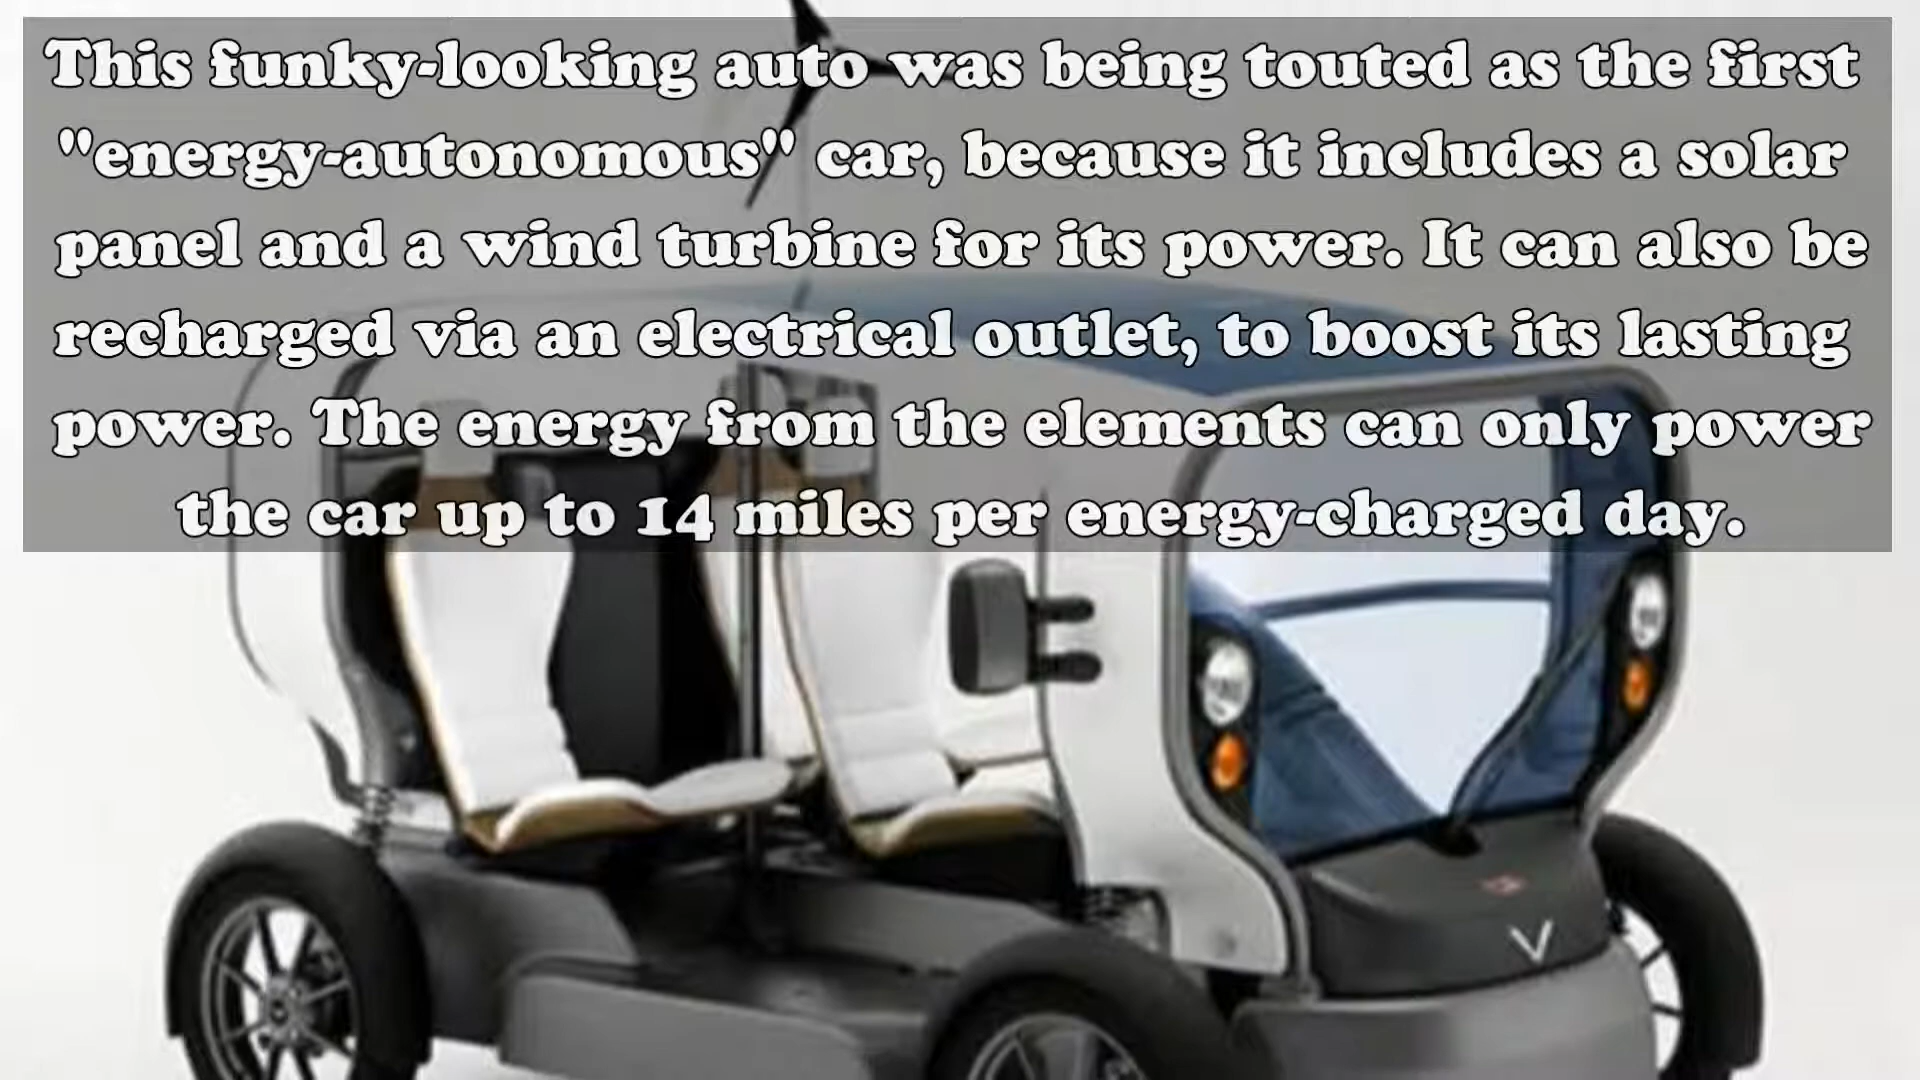 This funky-looking auto was being touted as the first
"energy-autonomous" car, because it includes a solar
panel and a wind turbine for its power. It can also be
recharged via an electrical outlet, to boost its lasting
power. The energy from the elements can only power
the car up to 14 miles per energy-charged day.